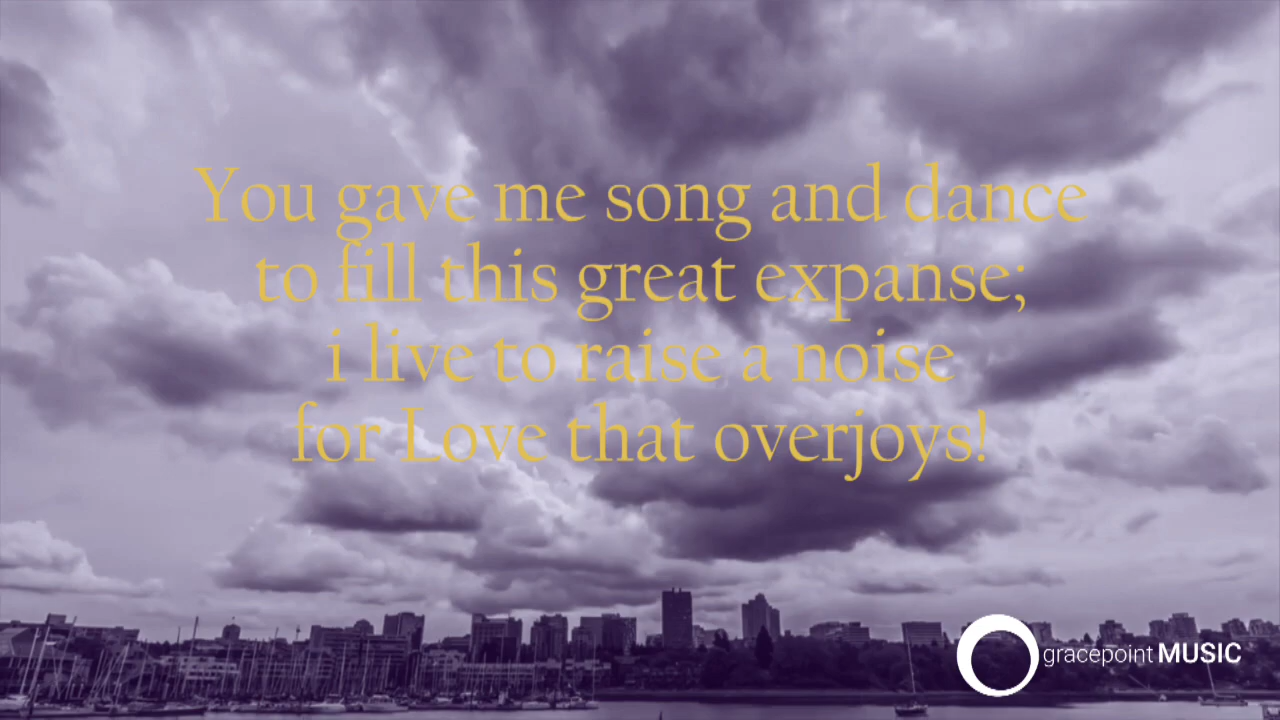 You gave me song and dance
to fill this great expanse;
i live to raise a noise
for Love that overjoys!
gracepoint MUSIC